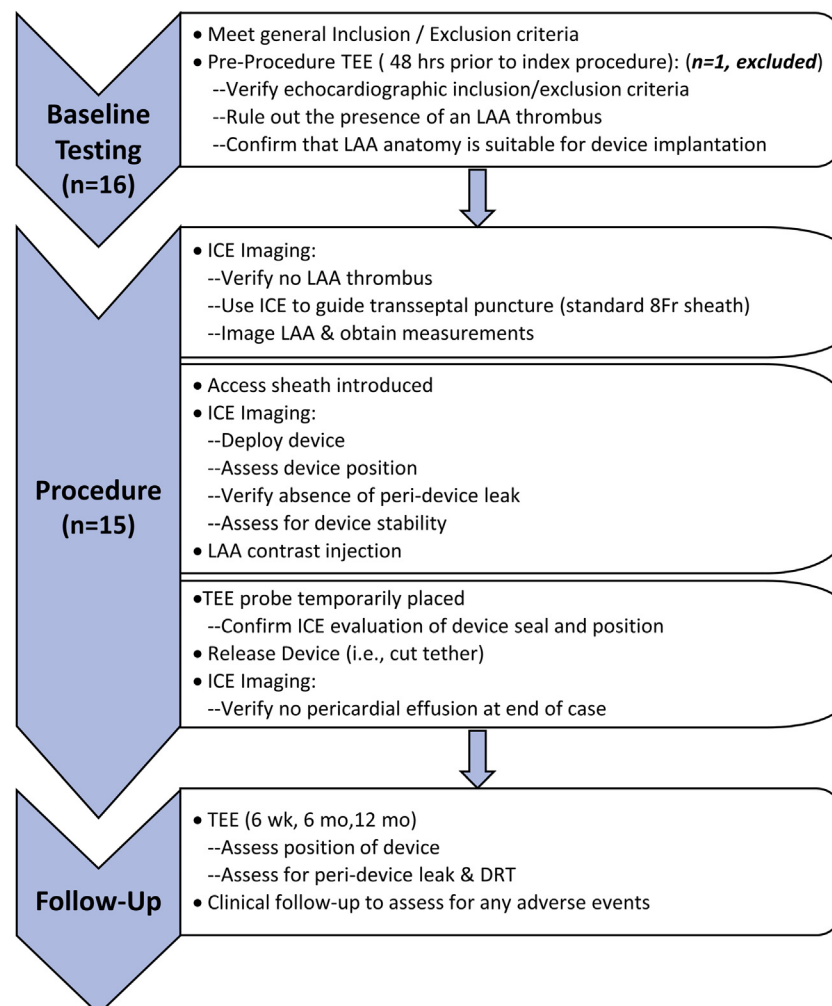 Baseline
Testing
(n=16)
• Meet general Inclusion / Exclusion criteria
• Pre-Procedure TEE ( 48 hrs prior to index procedure): (n=1, excluded)
--Verify echocardiographic inclusion/exclusion criteria
--Rule out the presence of an LAA thrombus
--Confirm that LAA anatomy is suitable for device implantation
Procedure
(n=15)
• ICE Imaging:
--Verify no LAA thrombus
--Use ICE to guide transseptal puncture (standard 8Fr sheath)
--Image LAA & obtain measurements
• Access sheath introduced
• ICE Imaging:
--Deploy device
--Assess device position
--Verify absence of peri-device leak
--Assess for device stability
• LAA contrast injection
•TEE probe temporarily placed
--Confirm ICE evaluation of device seal and position
• Release Device (i.e., cut tether)
• ICE Imaging:
--Verify no pericardial effusion at end of case
Follow-Up
• TEE (6 wk, 6 mo,12 mo)
--Assess position of device
--Assess for peri-device leak & DRT
• Clinical follow-up to assess for any adverse events